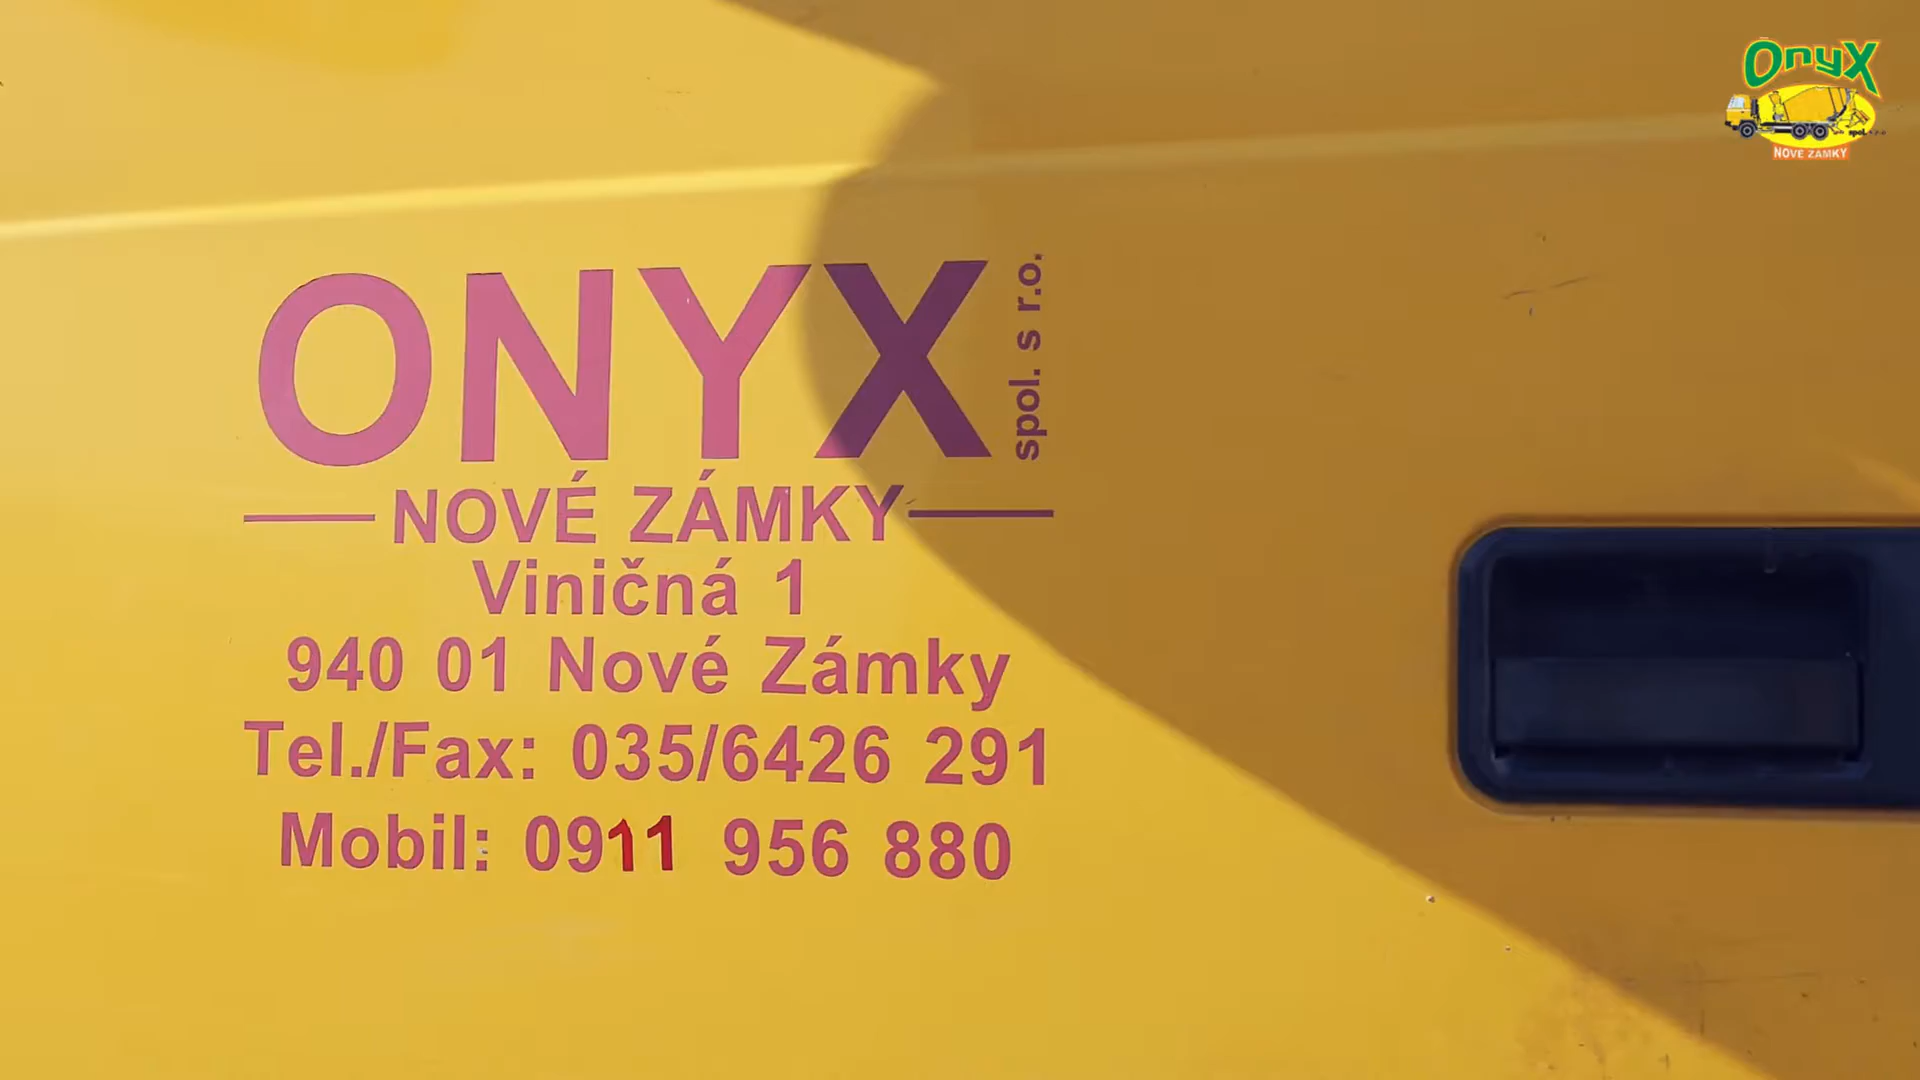 Onyx
spol. s r.o.
NOVÉ ZÁMKY
ONYX spol. s r.o.
NOVÉ ZÁMKY
Viničná 1
940 01 Nové Zámky
Tel./Fax: 035/6426 291
Mobil: 0911 956 880